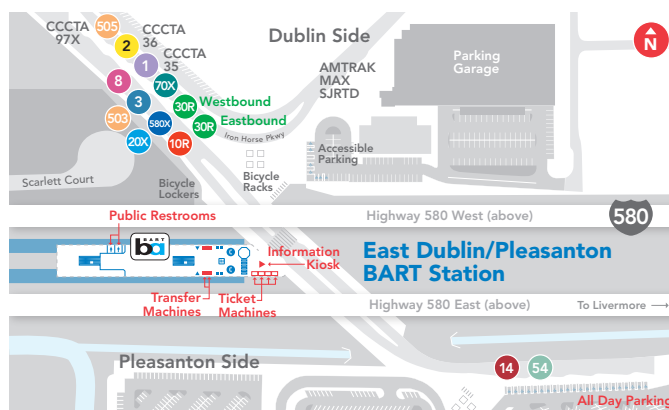 CCCTA
97X
505
2
CCCTA
36
1
CCCTA
35
8
70X
3
30R
Westbound
503
580X
30R
Eastbound
20X
10R
Iron Horse Pkwy
Dublin Side
AMTRAK
MAX
SJRTD
Parking
Garage
N
Accessible
Parking
Scarlett Court
Bicycle
Lockers
Bicycle
Racks
Public Restrooms
Highway 580 West (above)
580
BART
ba
Information
Kiosk
East Dublin/Pleasanton
BART Station
Transfer
Machines
Ticket
Machines
Highway 580 East (above)
To Livermore
Pleasanton Side
14
54
All Day Parking